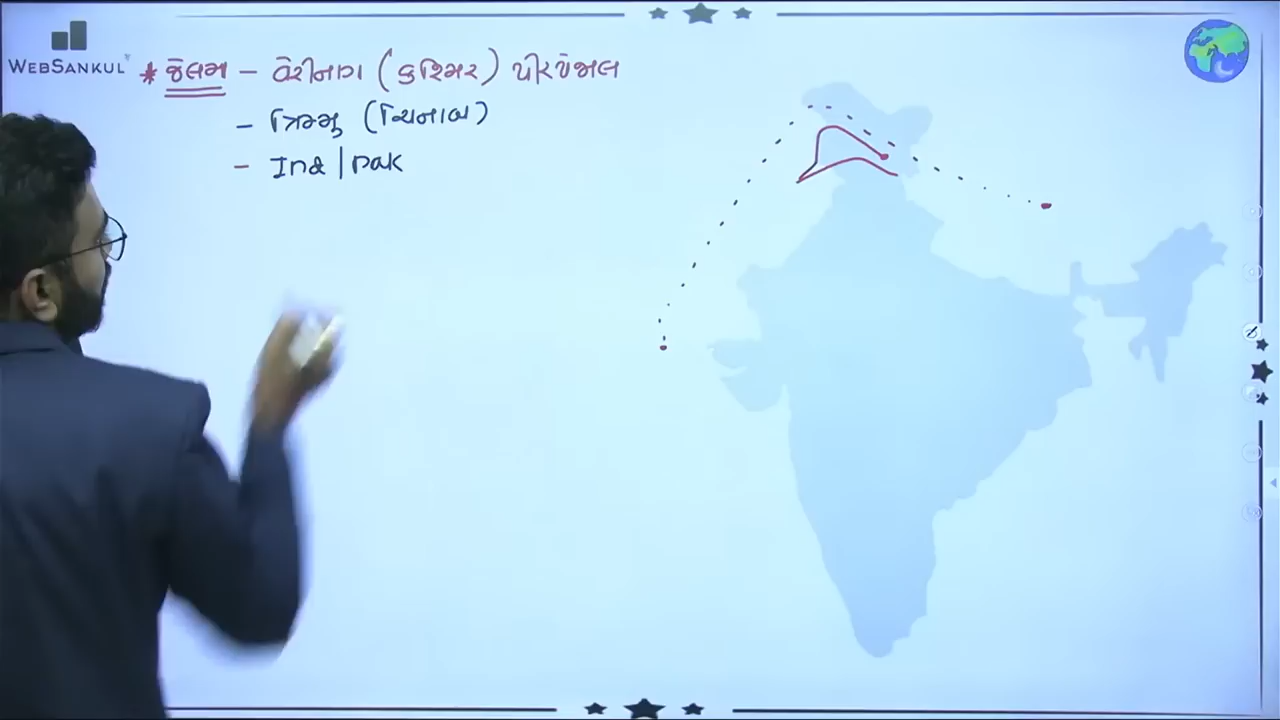 WEBSANKUL
* જેલમ - વેરીનાગ (કશ્મિર) પીરપંજાલ
- ત્રિમ્મુ (ચિનાબ)
- Ind | Pak